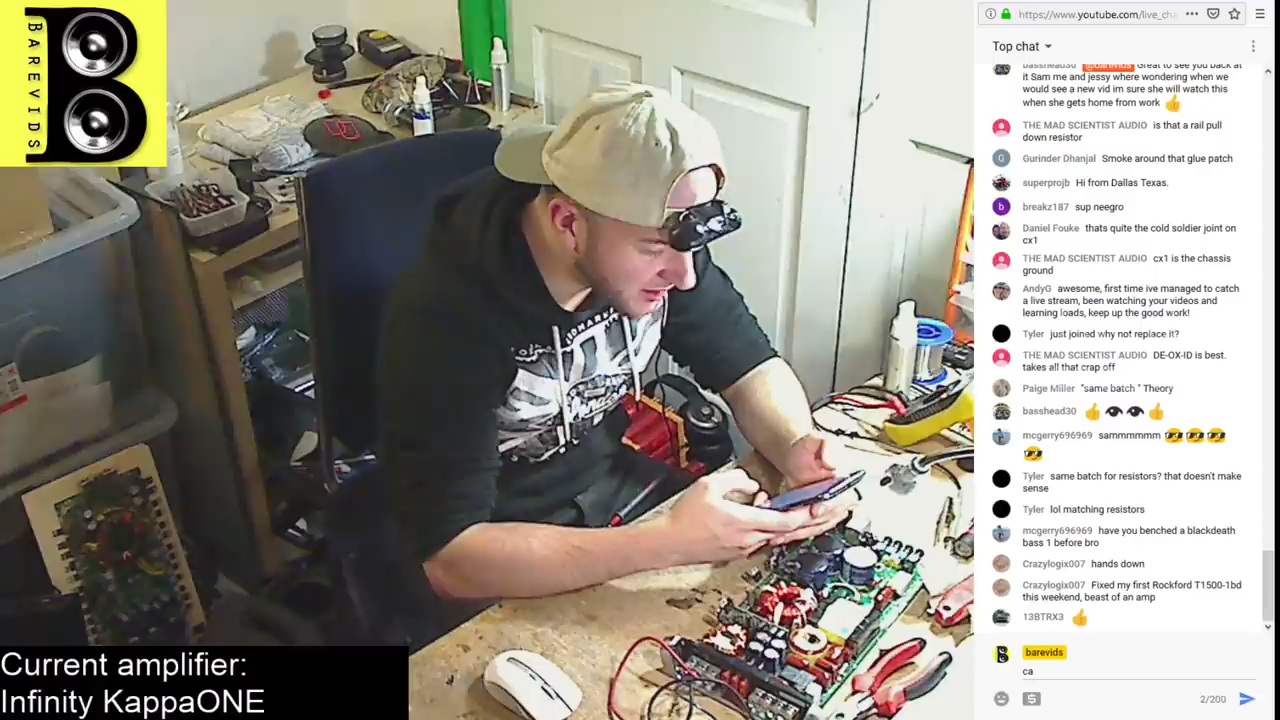 BAREVIDS
https://www.youtube.com/live_cha
Top chat
basshead30 @barevids Great to see you back at
it Sam me and jessy where wondering when we
would see a new vid im sure she will watch this
when she gets home from work
THE MAD SCIENTIST AUDIO is that a rail pull
down resistor
G Gurinder Dhanjal Smoke around that glue patch
superprojb Hi from Dallas Texas.
b breakz187 sup neegro
Daniel Fouke thats quite the cold soldier joint on
cx1
THE MAD SCIENTIST AUDIO cx1 is the chassis
ground
AndyG awesome, first time ive managed to catch
a live stream, been watching your videos and
learning loads, keep up the good work!
Tyler just joined why not replace it?
THE MAD SCIENTIST AUDIO DE-OX-ID is best.
takes all that crap off
Paige Miller "same batch " Theory
basshead30
mcgerry696969 sammmmmm
Tyler same batch for resistors? that doesn't make
sense
Tyler lol matching resistors
mcgerry696969 have you benched a blackdeath
bass 1 before bro
Crazylogix007 hands down
Crazylogix007 Fixed my first Rockford T1500-1bd
this weekend, beast of an amp
13BTRX3
barevids
ca
2/200
Current amplifier:
Infinity KappaONE